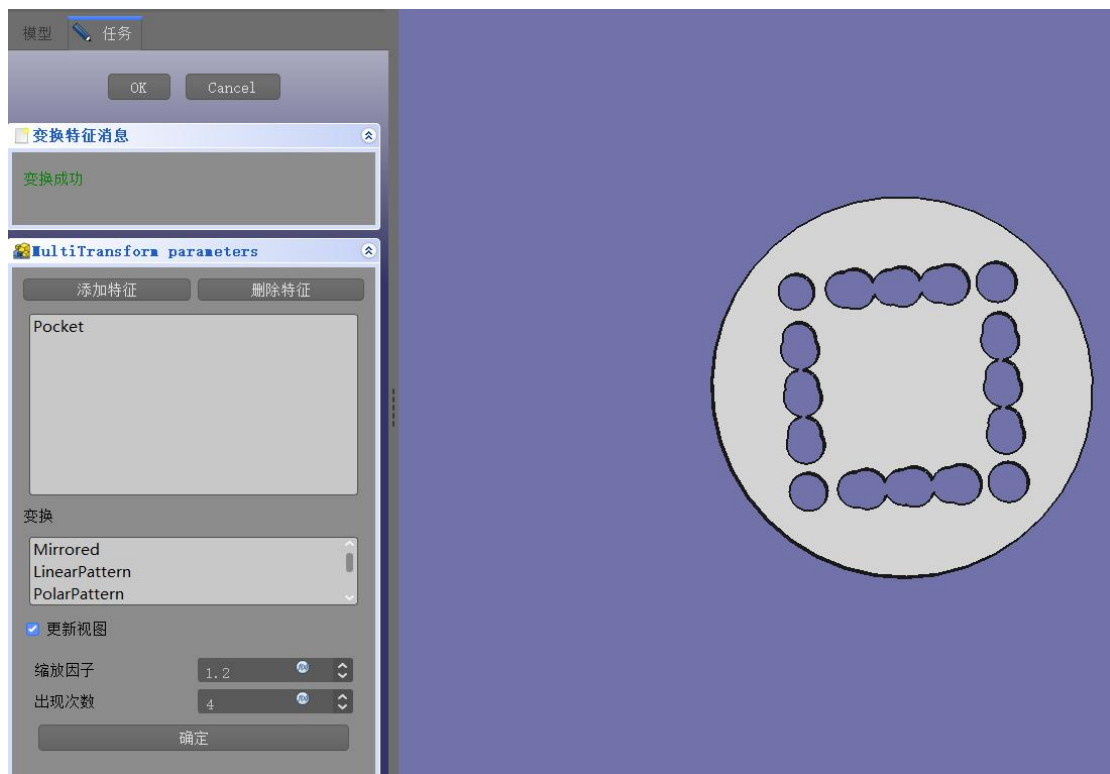 模型 任务
OK Cancel
变换特征消息
变换成功
MultiTransform parameters
添加特征 删除特征
Pocket
变换
Mirrored
LinearPattern
PolarPattern
更新视图
缩放因子 1.2
出现次数 4
确定